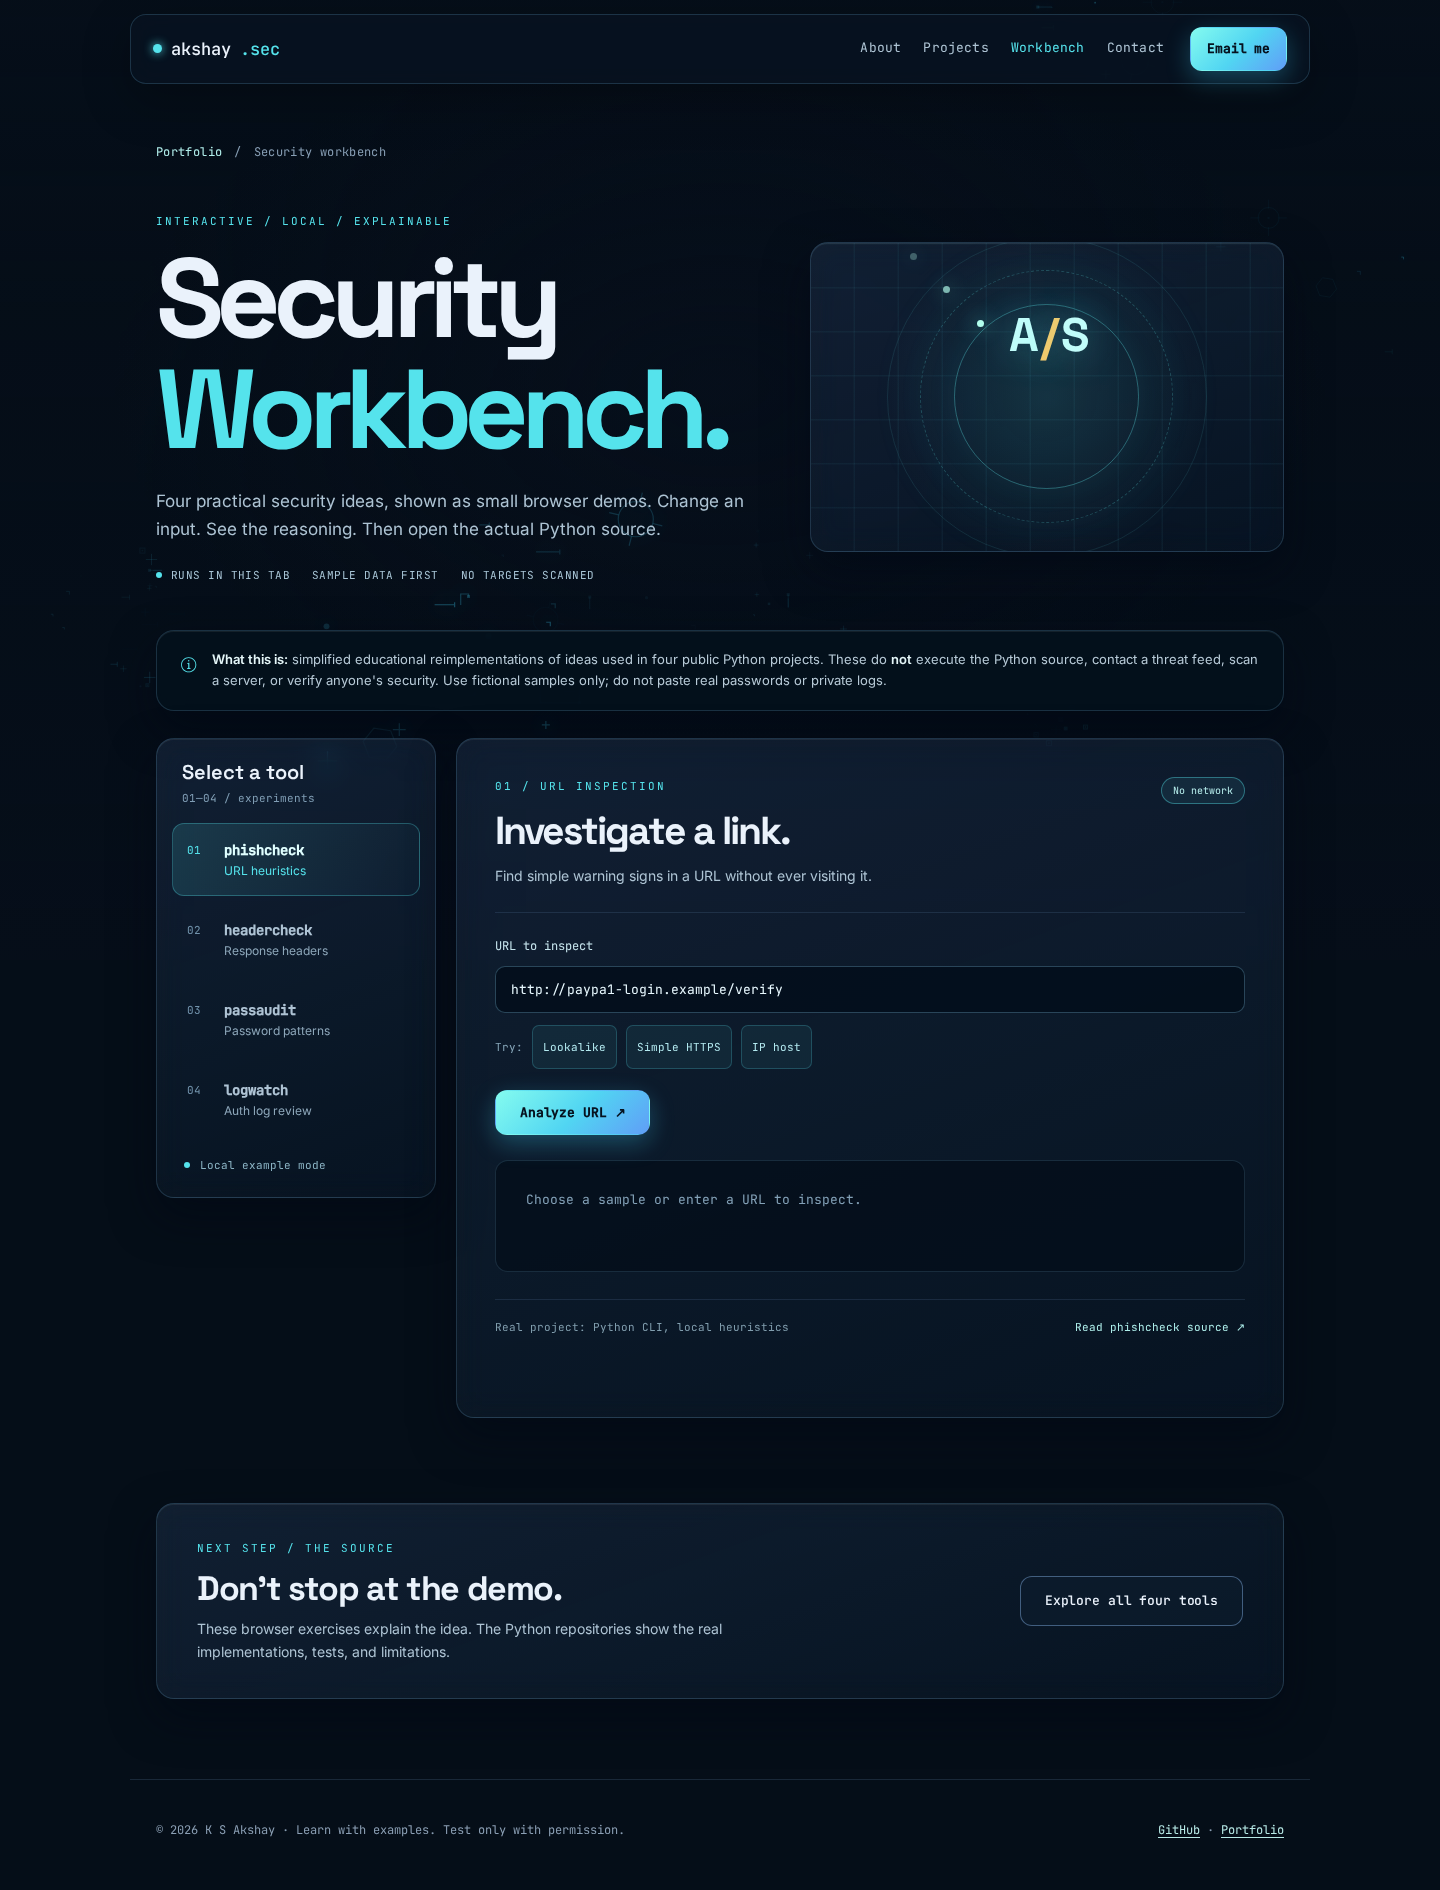 akshay .sec
About Projects Workbench Contact Email me
Portfolio / Security workbench
INTERACTIVE / LOCAL / EXPLAINABLE
Security
Workbench.
A/S
Four practical security ideas, shown as small browser demos. Change an
input. See the reasoning. Then open the actual Python source.
RUNS IN THIS TAB SAMPLE DATA FIRST NO TARGETS SCANNED
What this is: simplified educational reimplementations of ideas used in four public Python projects. These do not execute the Python source, contact a threat feed, scan
a server, or verify anyone's security. Use fictional samples only; do not paste real passwords or private logs.
Select a tool
01—04 / experiments
01 phishcheck
URL heuristics
02 headercheck
Response headers
03 passaudit
Password patterns
04 logwatch
Auth log review
Local example mode
01 / URL INSPECTION
No network
Investigate a link.
Find simple warning signs in a URL without ever visiting it.
URL to inspect
http://paypa1-login.example/verify
Try: Lookalike Simple HTTPS IP host
Analyze URL ↗
Choose a sample or enter a URL to inspect.
Real project: Python CLI, local heuristics
Read phishcheck source ↗
NEXT STEP / THE SOURCE
Don’t stop at the demo.
These browser exercises explain the idea. The Python repositories show the real
implementations, tests, and limitations.
Explore all four tools
© 2026 K S Akshay · Learn with examples. Test only with permission.
GitHub · Portfolio